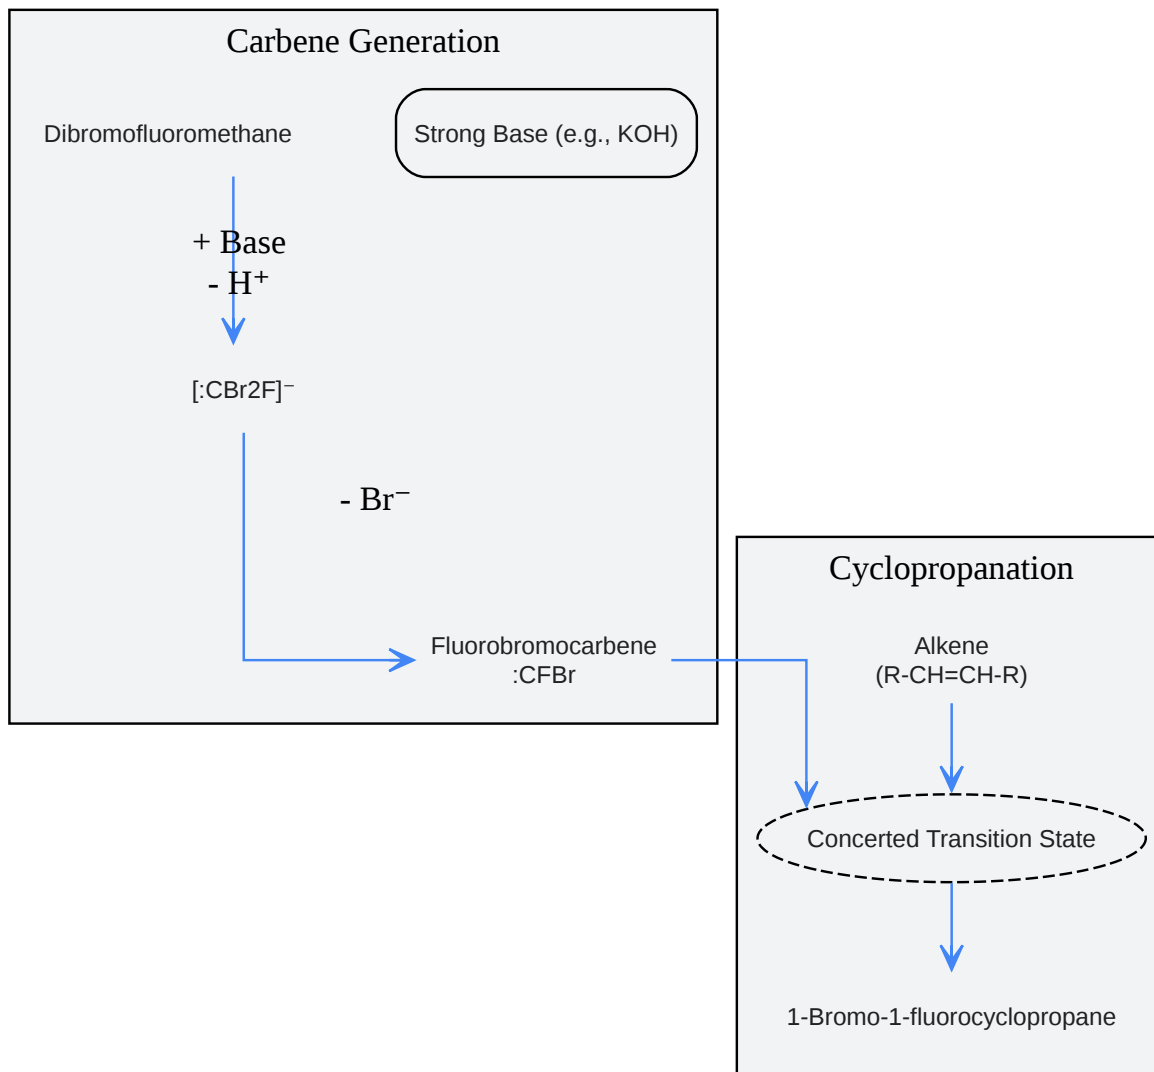 Carbene Generation
Dibromofluoromethane
Strong Base (e.g., KOH)
+ Base
- H⁺
[:CBr2F]⁻
- Br⁻
Fluorobromocarbene
:CFBr
Cyclopropanation
Alkene
(R-CH=CH-R)
Concerted Transition State
1-Bromo-1-fluorocyclopropane